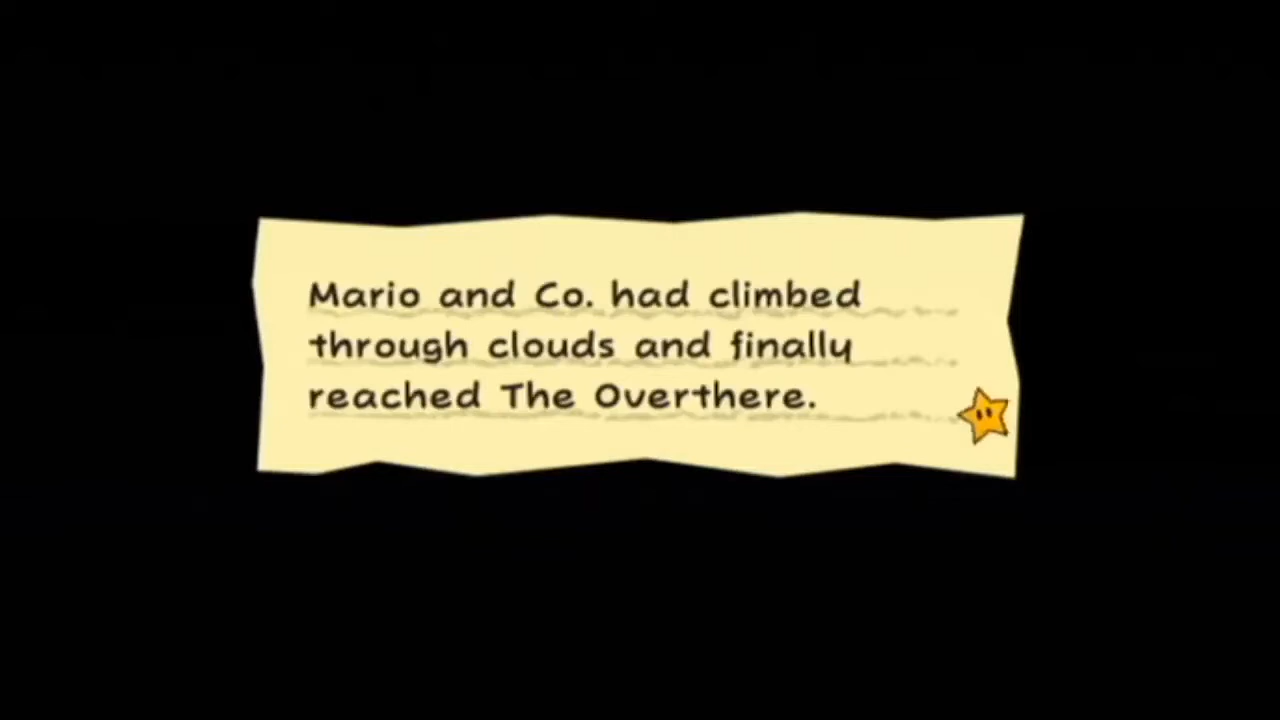 Mario and Co. had climbed
through clouds and finally
reached The Overthere.